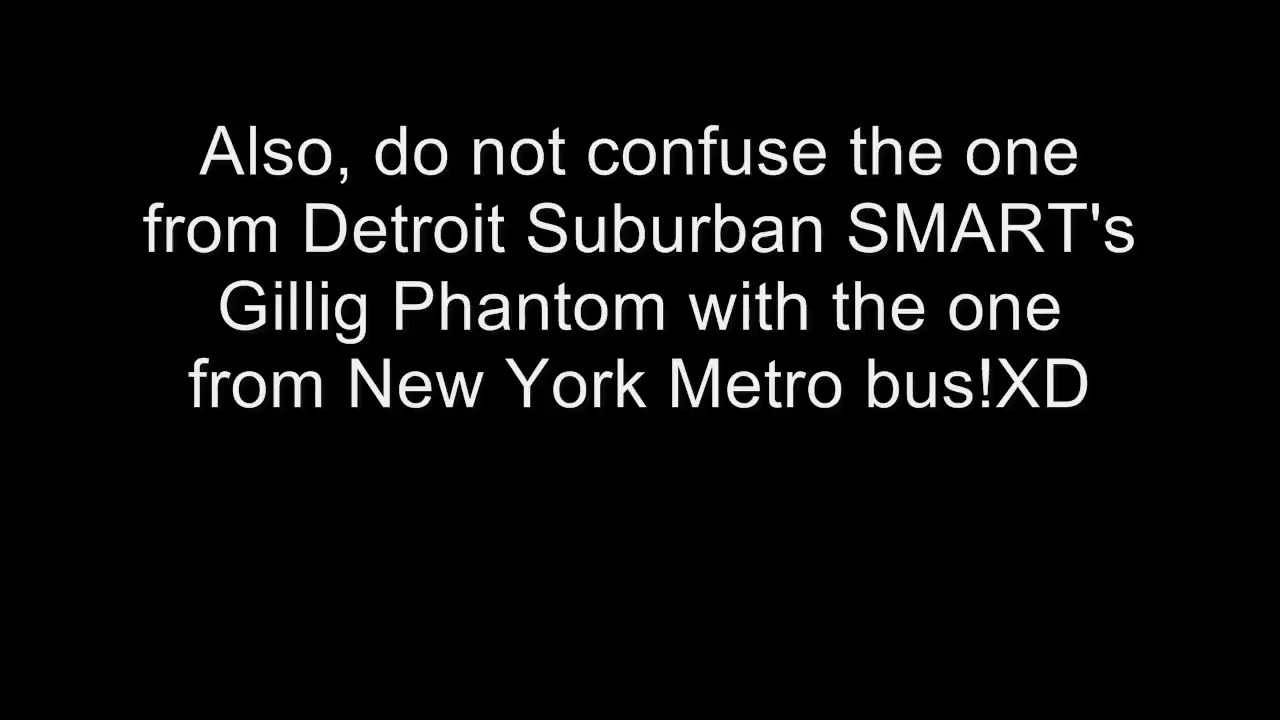 Also, do not confuse the one
from Detroit Suburban SMART's
Gillig Phantom with the one
from New York Metro bus!XD